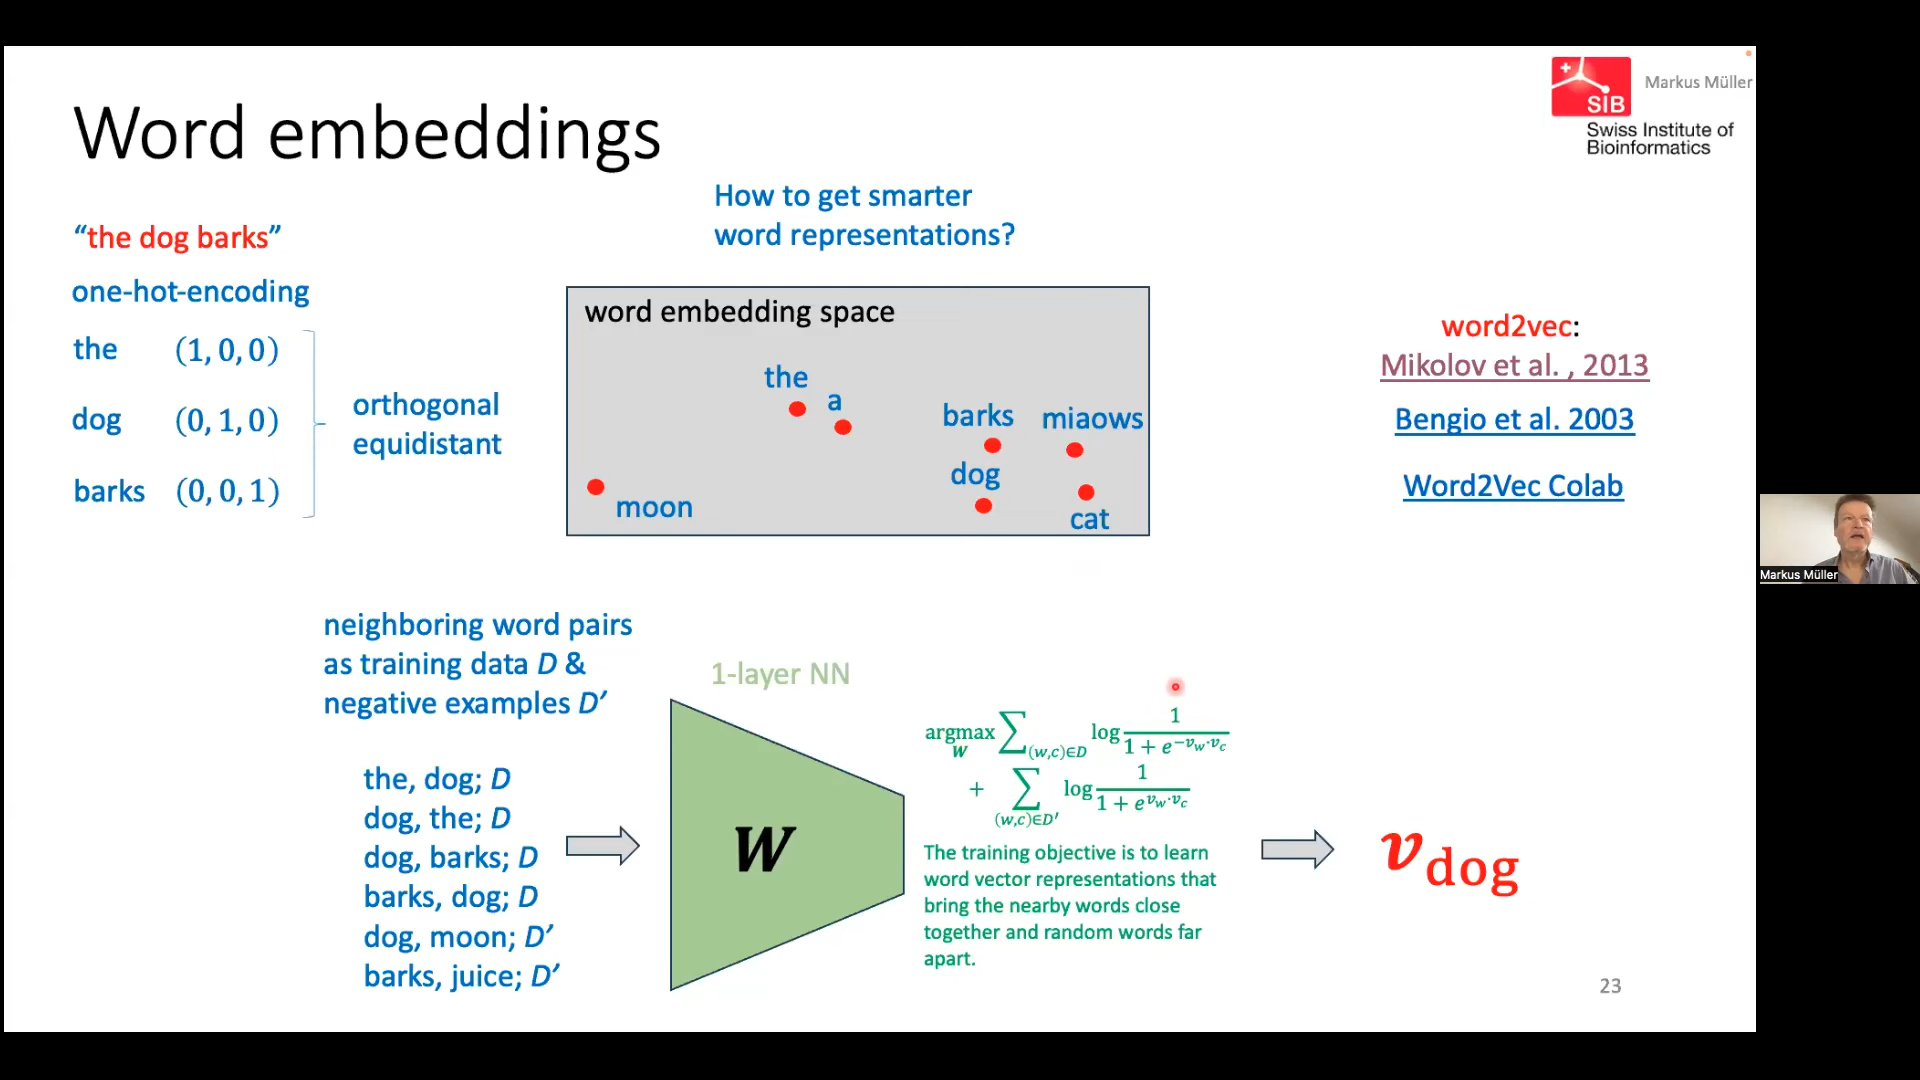 Word embeddings
SIB
Markus Müller
Swiss Institute of
Bioinformatics
How to get smarter
word representations?
“the dog barks”
one-hot-encoding
the (1, 0, 0)
dog (0, 1, 0)
barks (0, 0, 1)
orthogonal
equidistant
word embedding space
the
a
barks
miaows
dog
moon
cat
word2vec:
Mikolov et al. , 2013
Bengio et al. 2003
Word2Vec Colab
Markus Müller
neighboring word pairs
as training data D &
negative examples D’
the, dog; D
dog, the; D
dog, barks; D
barks, dog; D
dog, moon; D’
barks, juice; D’
1-layer NN
W
argmax_W ∑_{(w,c)∈D} log 1/(1 + e^{−v_w·v_c})
+ ∑_{(w,c)∈D′} log 1/(1 + e^{v_w·v_c})
The training objective is to learn
word vector representations that
bring the nearby words close
together and random words far
apart.
v_dog
23